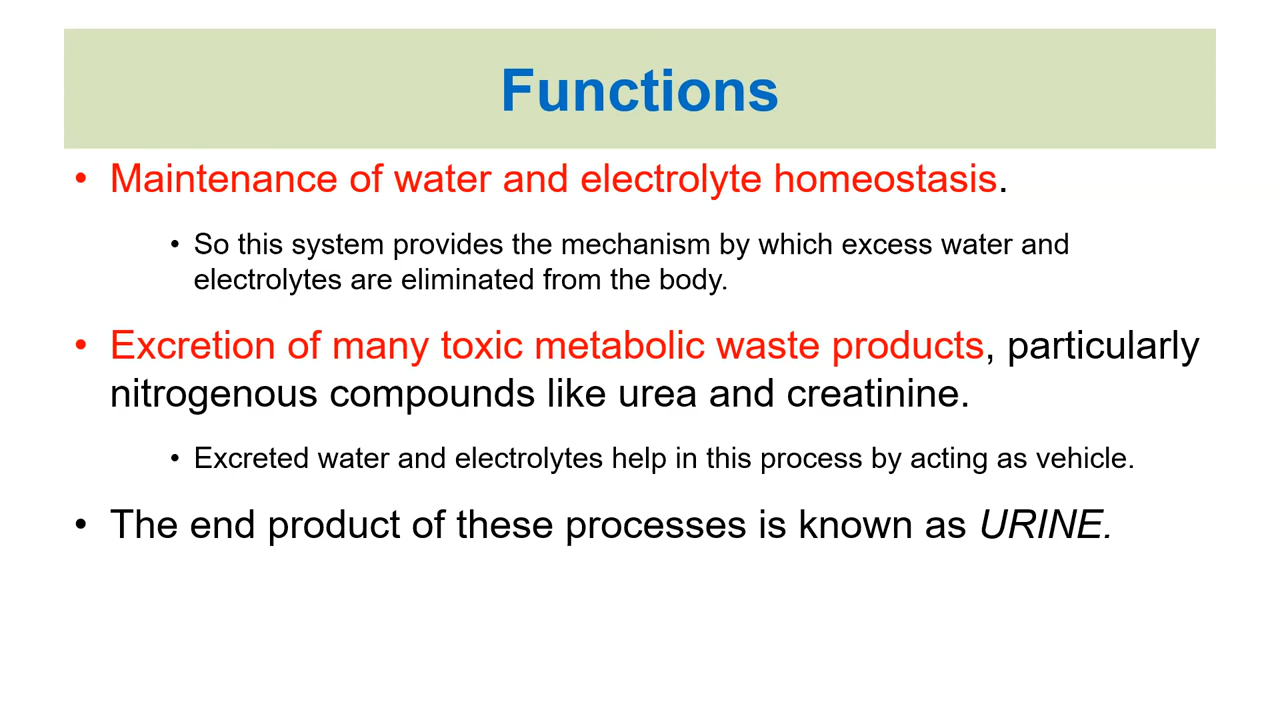 Functions
• Maintenance of water and electrolyte homeostasis.
• So this system provides the mechanism by which excess water and
electrolytes are eliminated from the body.
• Excretion of many toxic metabolic waste products, particularly
nitrogenous compounds like urea and creatinine.
• Excreted water and electrolytes help in this process by acting as vehicle.
• The end product of these processes is known as URINE.